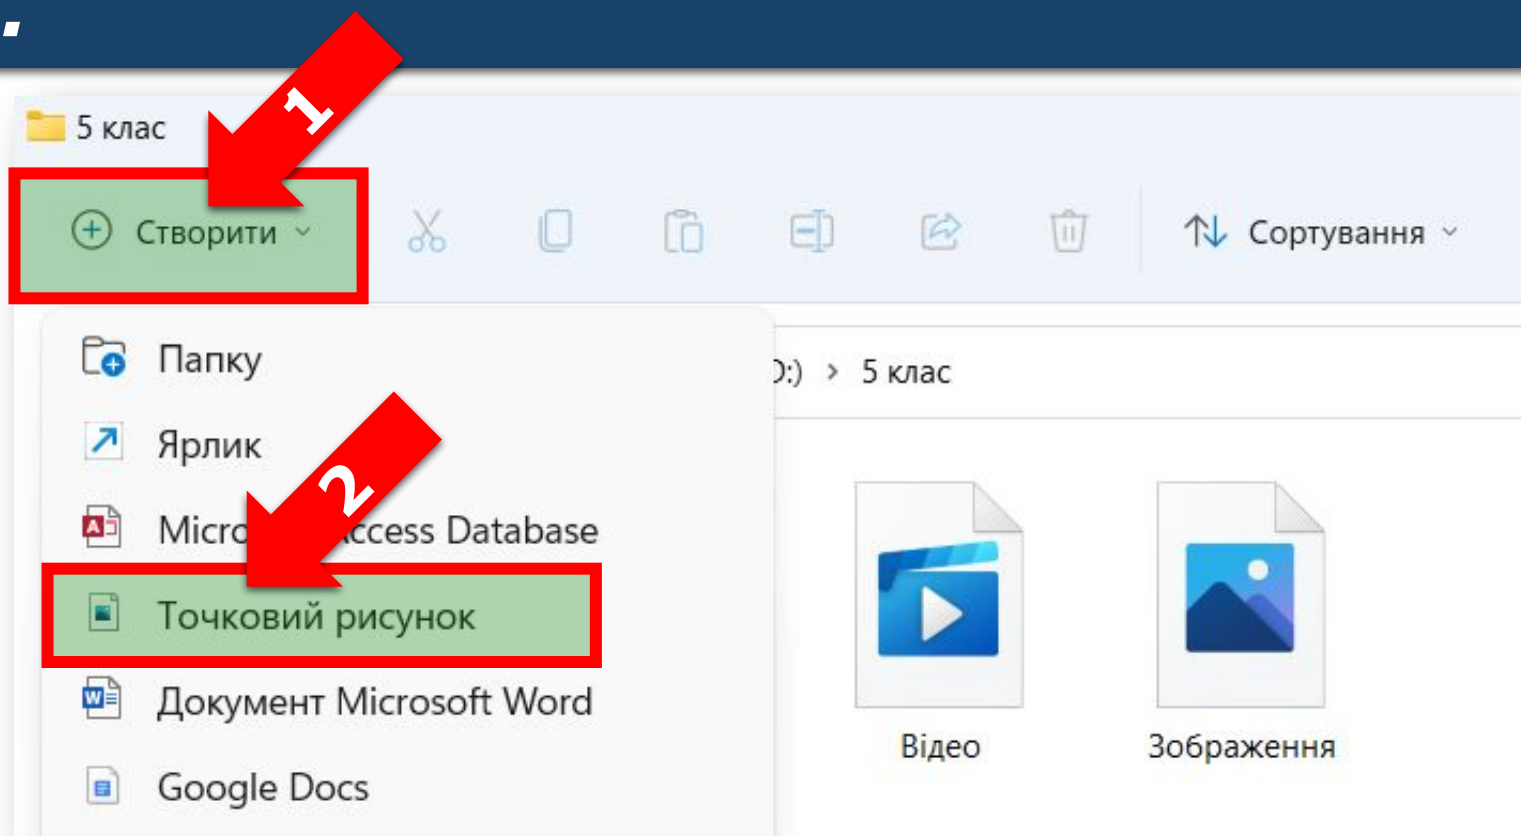 .
5 клас
1
Створити
Сортування
Папку
:) > 5 клас
Ярлик
2
Access Database
Точковий рисунок
Документ Microsoft Word
Google Docs
Відео
Зображення